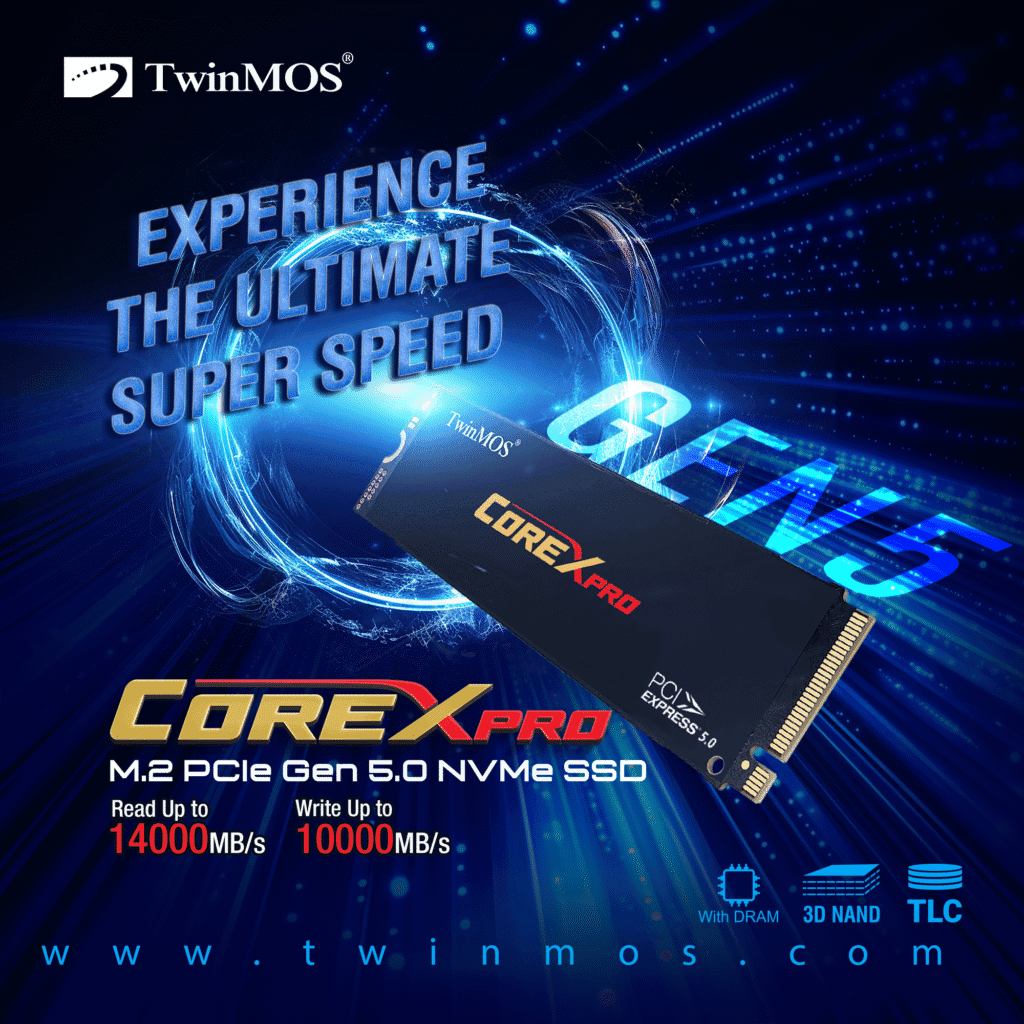 TwinMOS®
EXPERIENCE
THE ULTIMATE
SUPER SPEED
GEN5
TwinMOS®
COREXPRO
PCI
EXPRESS® 5.0
COREXPRO
M.2 PCIe Gen 5.0 NVMe SSD
Read Up to
14000MB/s
Write Up to
10000MB/s
With DRAM
3D NAND
TLC
www.twinmos.com